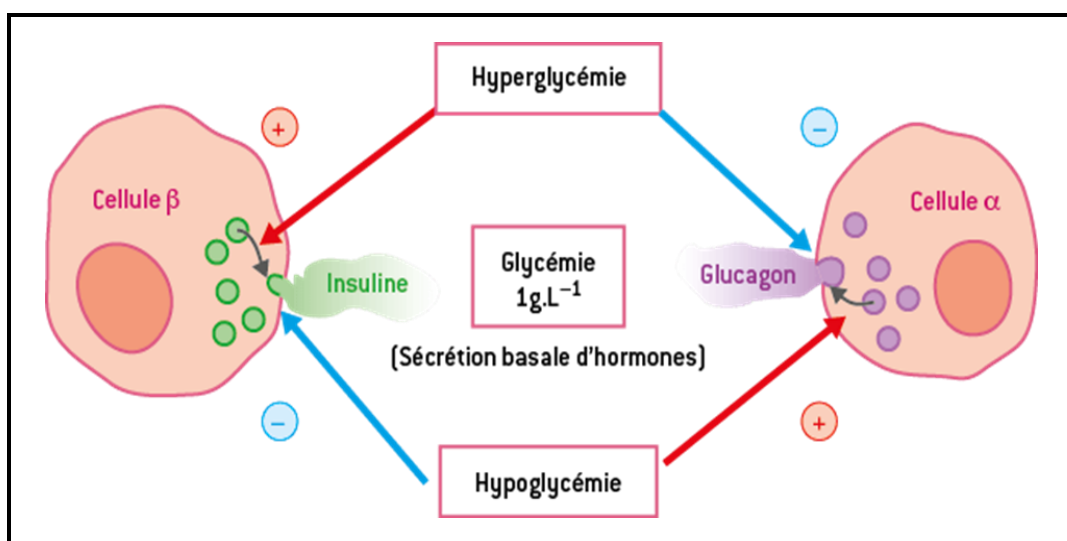 Hyperglycémie
+
−
Cellule β
Cellule α
Insuline
Glycémie
1g.L⁻¹
Glucagon
(Sécrétion basale d'hormones)
−
+
Hypoglycémie